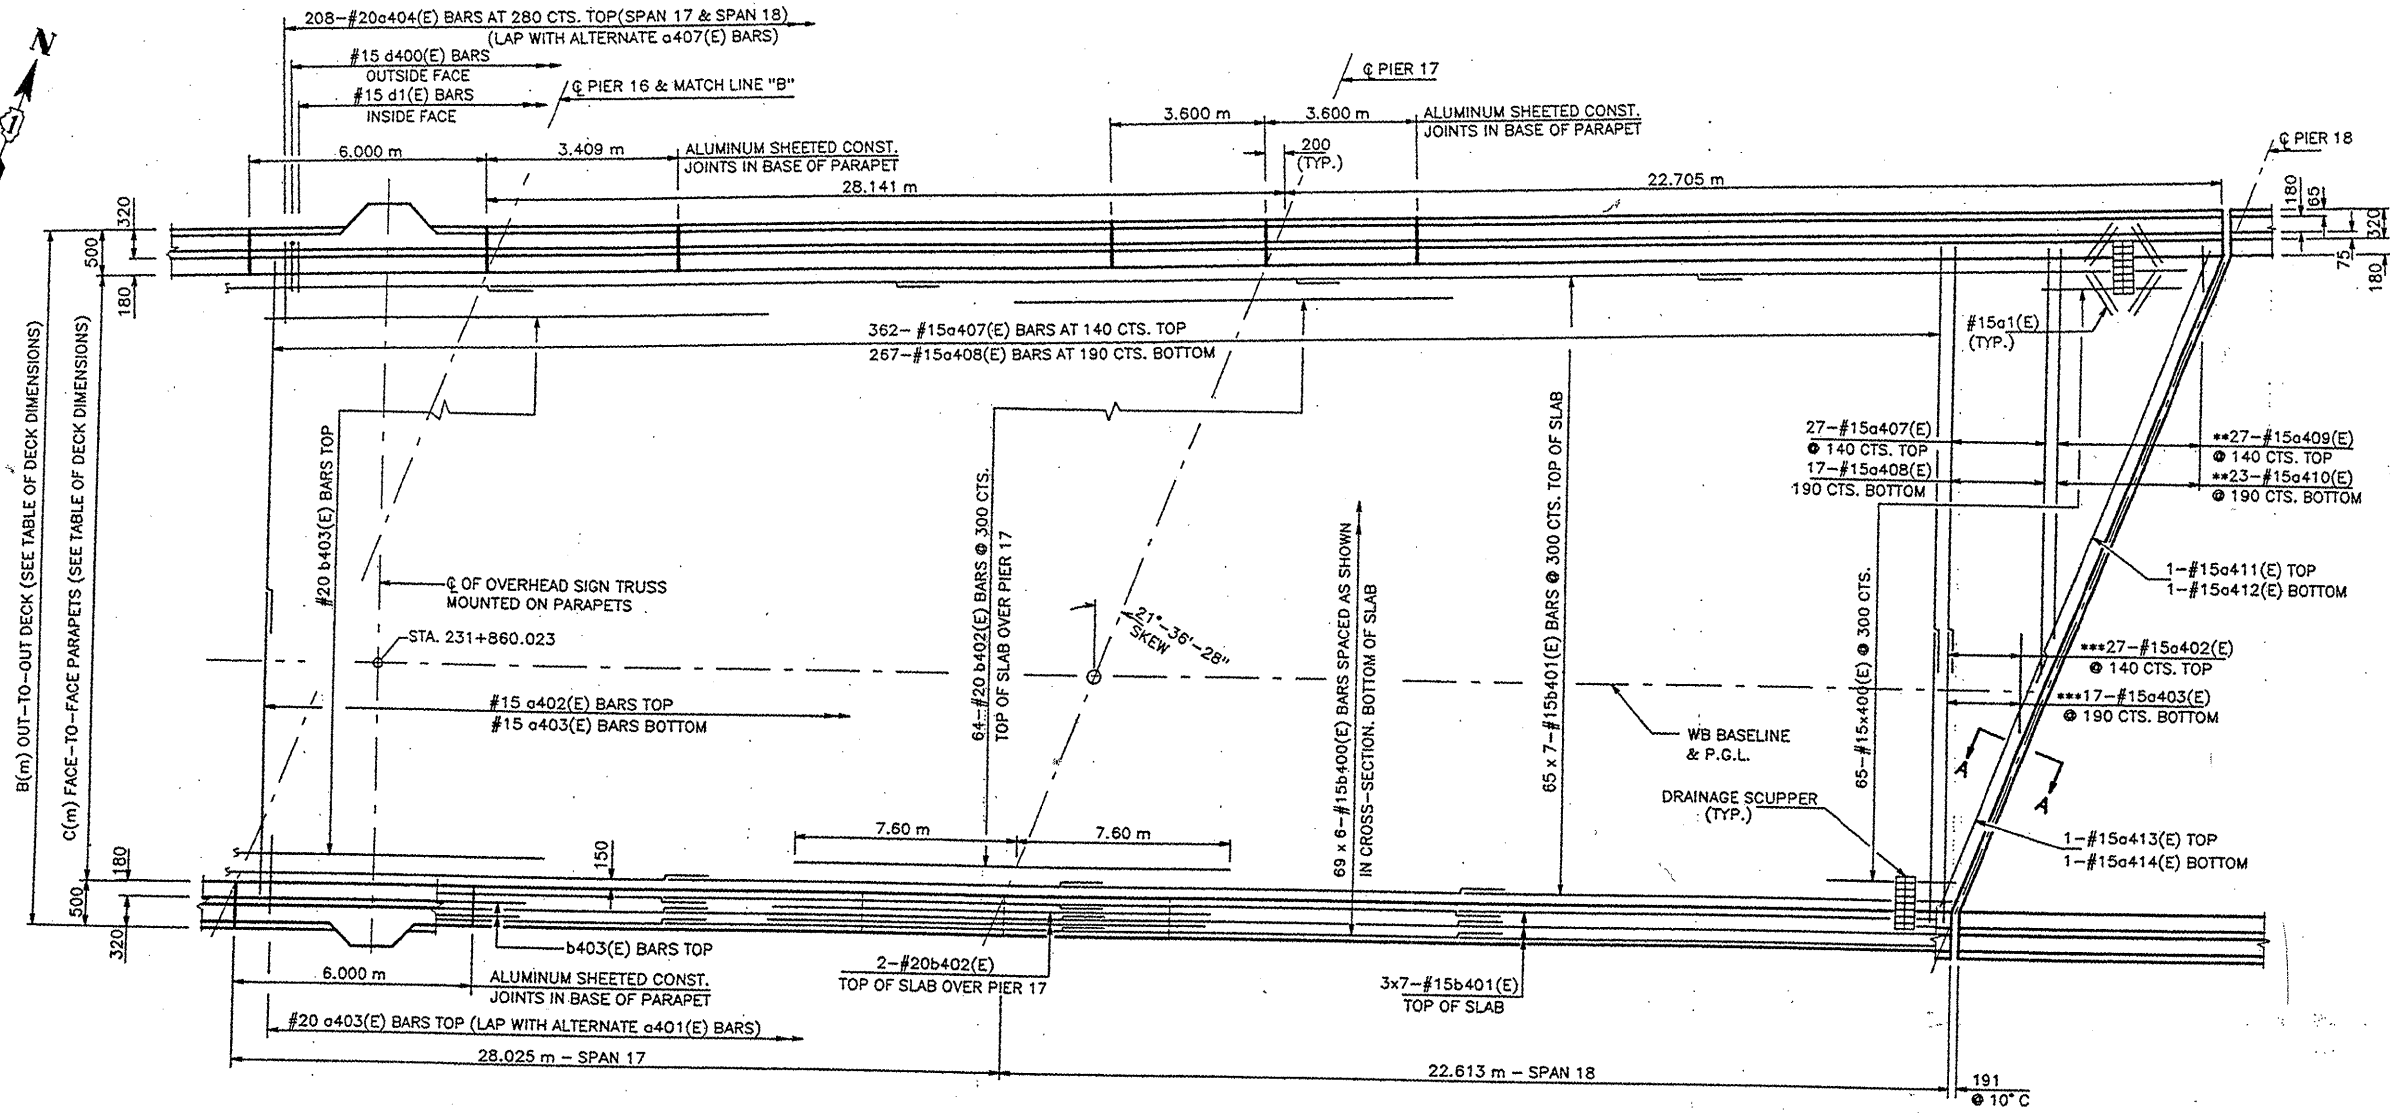 208-#20a404(E) BARS AT 280 CTS. TOP(SPAN 17 & SPAN 18)
(LAP WITH ALTERNATE a407(E) BARS)
N
1
#15 d400(E) BARS
OUTSIDE FACE
#15 d1(E) BARS
INSIDE FACE
℄ PIER 16 & MATCH LINE "B"
℄ PIER 17
3.600 m
3.600 m
ALUMINUM SHEETED CONST.
JOINTS IN BASE OF PARAPET
℄ PIER 18
6.000 m
3.409 m
ALUMINUM SHEETED CONST.
JOINTS IN BASE OF PARAPET
200
(TYP.)
28.141 m
22.705 m
320
500
180
180
65
320
75
180
362- #15a407(E) BARS AT 140 CTS. TOP
267-#15a408(E) BARS AT 190 CTS. BOTTOM
#15a1(E)
(TYP.)
B(m) OUT-TO-OUT DECK (SEE TABLE OF DECK DIMENSIONS)
C(m) FACE-TO-FACE PARAPETS (SEE TABLE OF DECK DIMENSIONS)
#20 b403(E) BARS TOP
64-#20 b402(E) BARS @ 300 CTS.
TOP OF SLAB OVER PIER 17
69 x 6-#15b400(E) BARS SPACED AS SHOWN
IN CROSS-SECTION. BOTTOM OF SLAB
65 x 7-#15b401(E) BARS @ 300 CTS. TOP OF SLAB
65-#15x400(E) @ 300 CTS.
27-#15a407(E)
@ 140 CTS. TOP
17-#15a408(E)
190 CTS. BOTTOM
**27-#15a409(E)
@ 140 CTS. TOP
**23-#15a410(E)
@ 190 CTS. BOTTOM
1-#15a411(E) TOP
1-#15a412(E) BOTTOM
℄ OF OVERHEAD SIGN TRUSS
MOUNTED ON PARAPETS
STA. 231+860.023
21°-36'-28"
SKEW
***27-#15a402(E)
@ 140 CTS. TOP
***17-#15a403(E)
@ 190 CTS. BOTTOM
#15 a402(E) BARS TOP
#15 a403(E) BARS BOTTOM
WB BASELINE
& P.G.L.
A
A
DRAINAGE SCUPPER
(TYP.)
7.60 m
7.60 m
1-#15a413(E) TOP
1-#15a414(E) BOTTOM
180
500
320
150
b403(E) BARS TOP
2-#20b402(E)
TOP OF SLAB OVER PIER 17
3x7-#15b401(E)
TOP OF SLAB
6.000 m
ALUMINUM SHEETED CONST.
JOINTS IN BASE OF PARAPET
#20 a403(E) BARS TOP (LAP WITH ALTERNATE a401(E) BARS)
28.025 m - SPAN 17
22.613 m - SPAN 18
191
@ 10° C